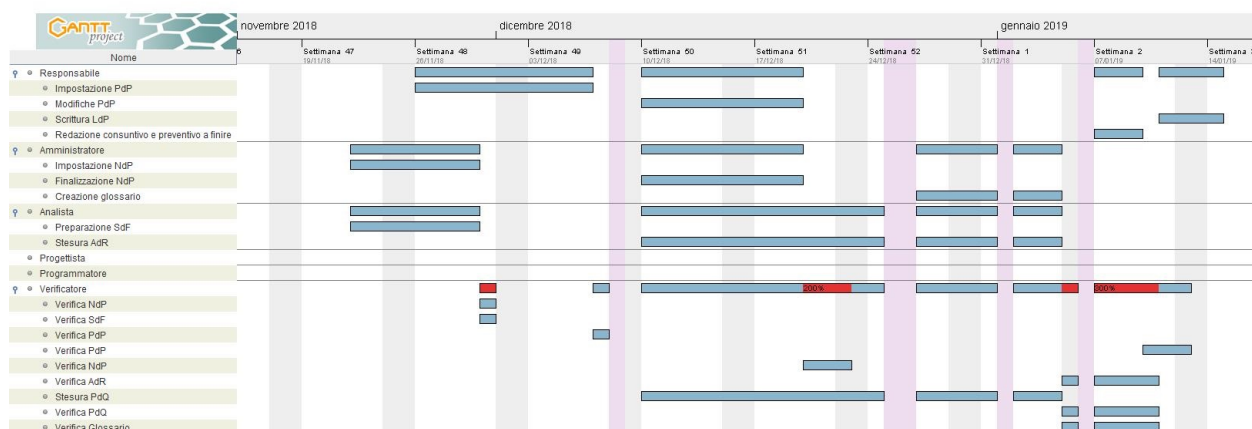 GANTT
project
novembre 2018
dicembre 2018
gennaio 2019
Nome
6
Settimana 47
Settimana 48
Settimana 49
Settimana 50
Settimana 51
Settimana 52
Settimana 1
Settimana 2
Settimana
19/11/18
26/11/18
03/12/18
10/12/18
17/12/18
24/12/18
31/12/18
07/01/19
14/01/19
Responsabile
Impostazione PdP
Modifiche PdP
Scrittura LdP
Redazione consuntivo e preventivo a finire
Amministratore
Impostazione NdP
Finalizzazione NdP
Creazione glossario
Analista
Preparazione SdF
Stesura AdR
Progettista
Programmatore
Verificatore
200%
300%
Verifica NdP
Verifica SdF
Verifica PdP
Verifica PdP
Verifica NdP
Verifica AdR
Stesura PdQ
Verifica PdQ
Verifica Glossario